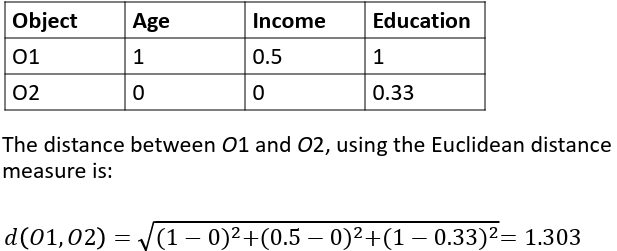 Object Age Income Education
O1 1 0.5 1
O2 0 0 0.33
The distance between O1 and O2, using the Euclidean distance
measure is:
d(O1,O2) = √((1 − 0)²+(0.5 − 0)²+(1 − 0.33)²)= 1.303